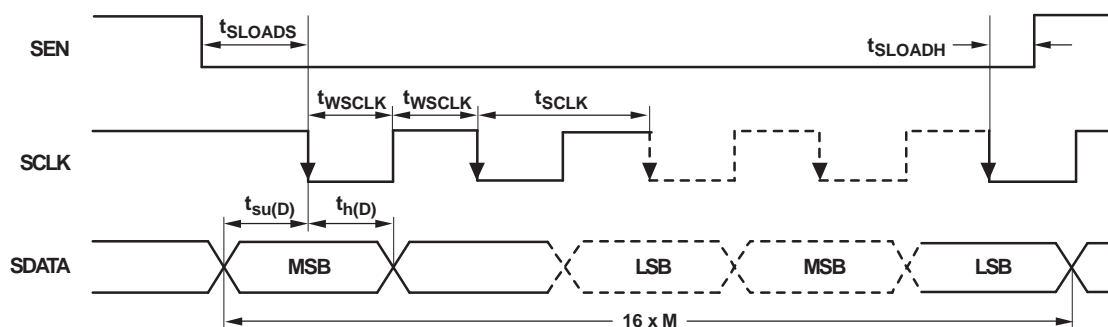 tSLOADS
SEN
tSLOADH
tWSCLK tWSCLK tSCLK
SCLK
tsu(D) th(D)
SDATA MSB LSB MSB LSB
16 x M